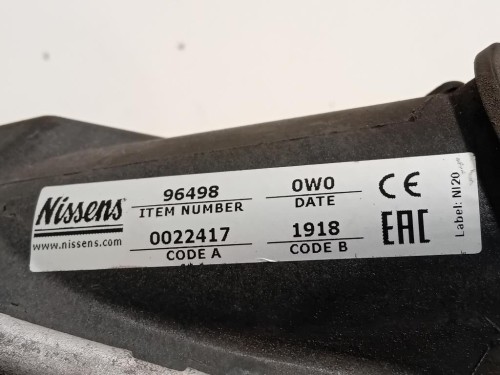 Nissens
www.nissens.com
96498
ITEM NUMBER
0W0
DATE
0022417
CODE A
1918
CODE B
CE
EAC
Label: NI20